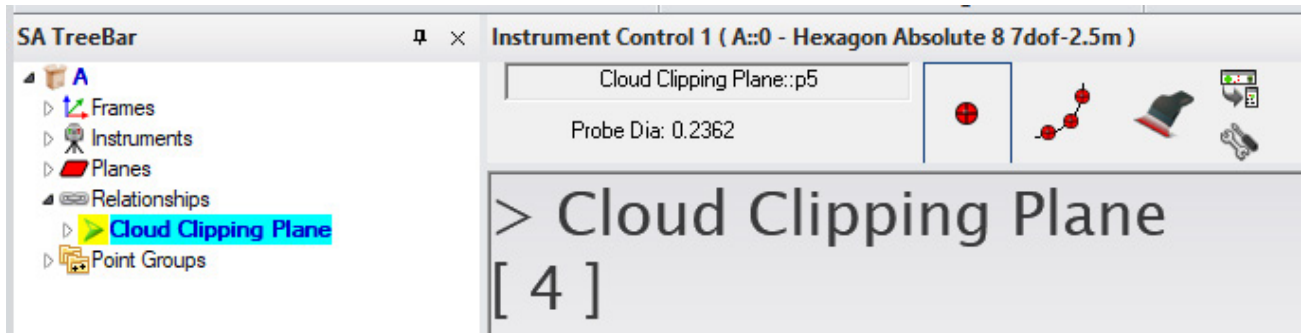 SA TreeBar
A
Frames
Instruments
Planes
Relationships
Cloud Clipping Plane
Point Groups
Instrument Control 1 ( A::0 - Hexagon Absolute 8 7dof-2.5m )
Cloud Clipping Plane::p5
Probe Dia: 0.2362
> Cloud Clipping Plane
[ 4 ]